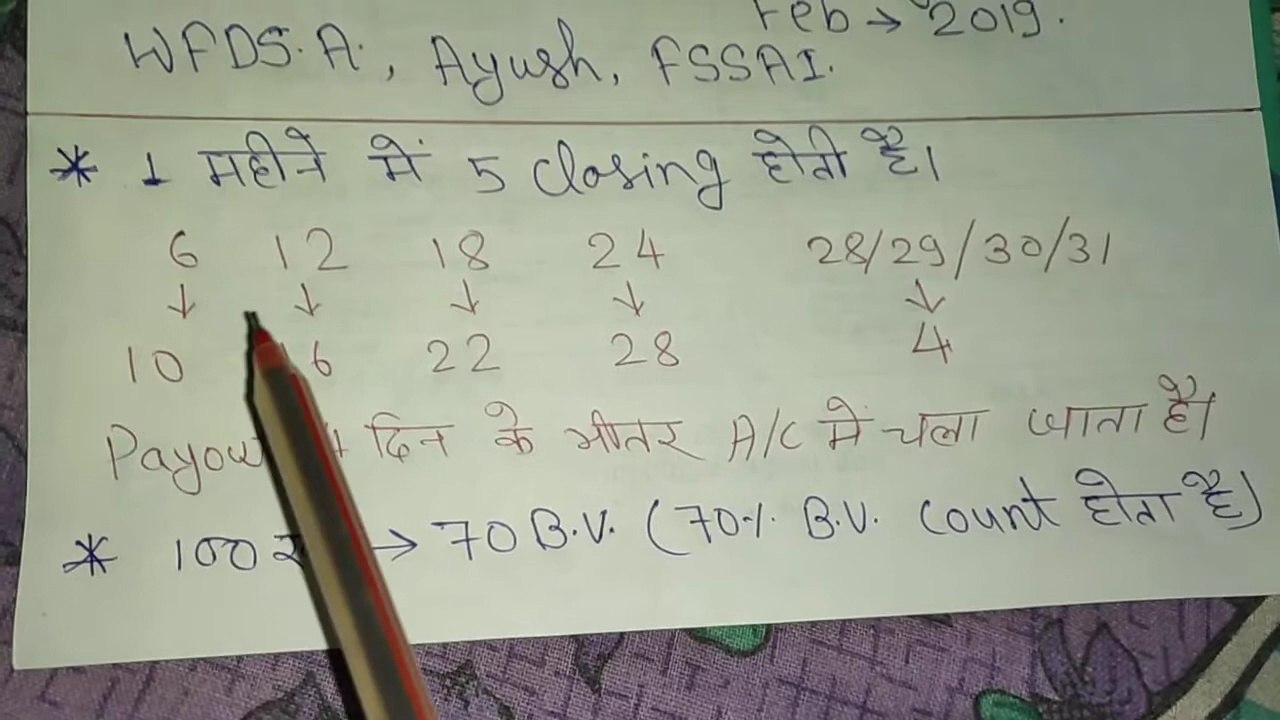 Feb → 2019.
WFDS.A., Ayush, FSSAI.
* 1 महीने में 5 closing होती है।
6 12 18 24 28/29/30/31
↓ ↓ ↓ ↓ ↓
10 6 22 28 4
दिन के भीतर A/C में चला जाता है।
* 100 → 70 B.V. (70% B.V. count होता है)